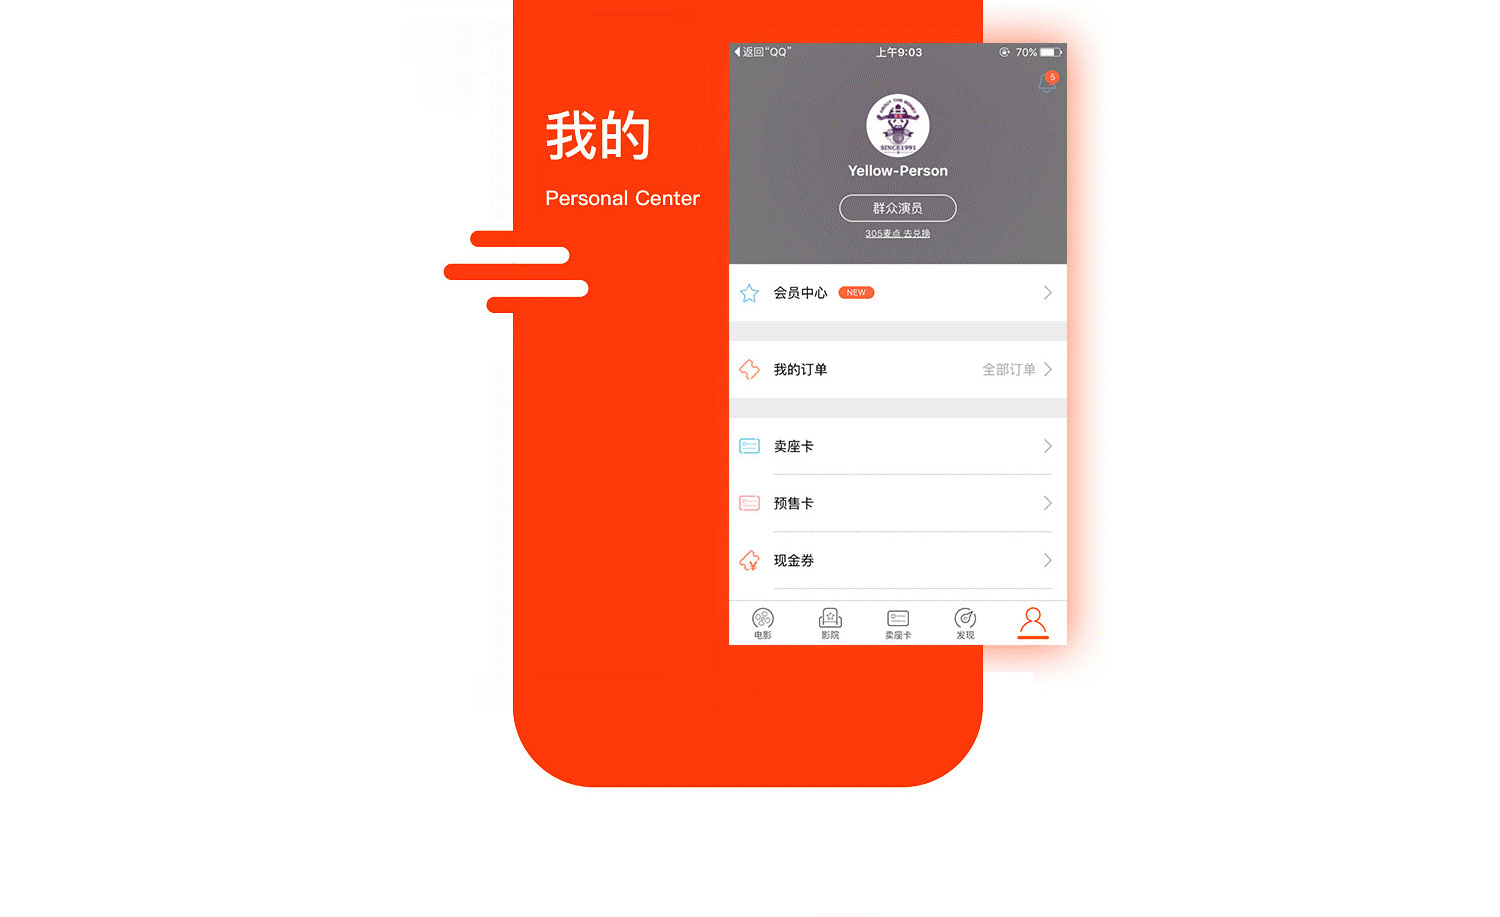 我的
Personal Center
返回“QQ”
上午9:03
70%
5
ABOUT THE MONEY
SINCE1991
Yellow-Person
群众演员
305麦点 去兑换
会员中心 NEW
我的订单 全部订单
卖座卡
预售卡
现金券
电影 影院 卖座卡 发现